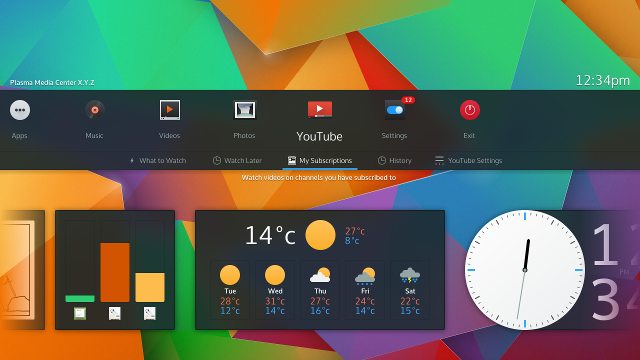 Plasma Media Center X.Y.Z
12:34pm
12
Apps
Music
Videos
Photos
YouTube
Settings
Exit
What to Watch
Watch Later
My Subscriptions
History
YouTube Settings
Watch videos on channels you have subscribed to
14°c
27°c
8°c
Tue Wed Thu Fri Sat
28°c 31°c 27°c 24°c 22°c
12°c 14°c 16°c 14°c 15°c
12
PM
34